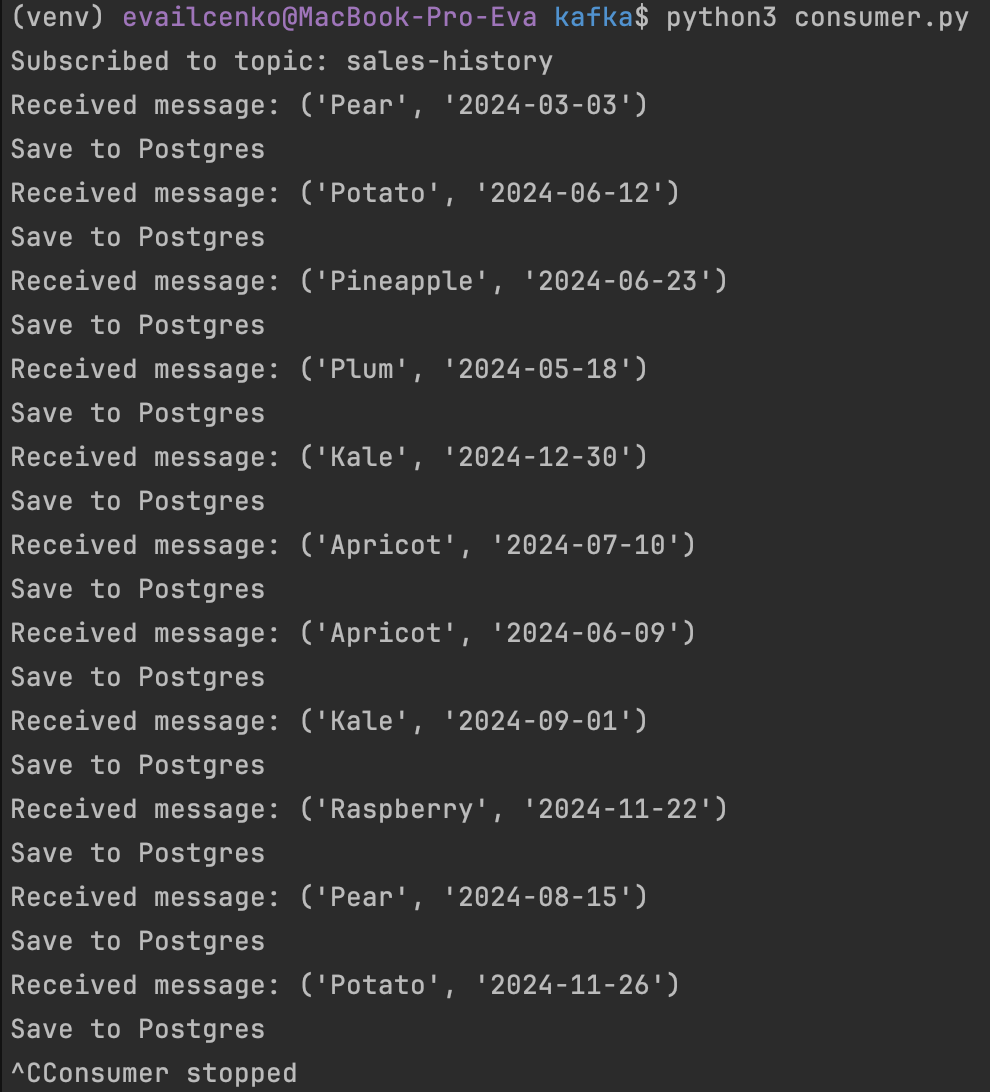 (venv) evailcenko@MacBook-Pro-Eva kafka$ python3 consumer.py
Subscribed to topic: sales-history
Received message: ('Pear', '2024-03-03')
Save to Postgres
Received message: ('Potato', '2024-06-12')
Save to Postgres
Received message: ('Pineapple', '2024-06-23')
Save to Postgres
Received message: ('Plum', '2024-05-18')
Save to Postgres
Received message: ('Kale', '2024-12-30')
Save to Postgres
Received message: ('Apricot', '2024-07-10')
Save to Postgres
Received message: ('Apricot', '2024-06-09')
Save to Postgres
Received message: ('Kale', '2024-09-01')
Save to Postgres
Received message: ('Raspberry', '2024-11-22')
Save to Postgres
Received message: ('Pear', '2024-08-15')
Save to Postgres
Received message: ('Potato', '2024-11-26')
Save to Postgres
^CConsumer stopped